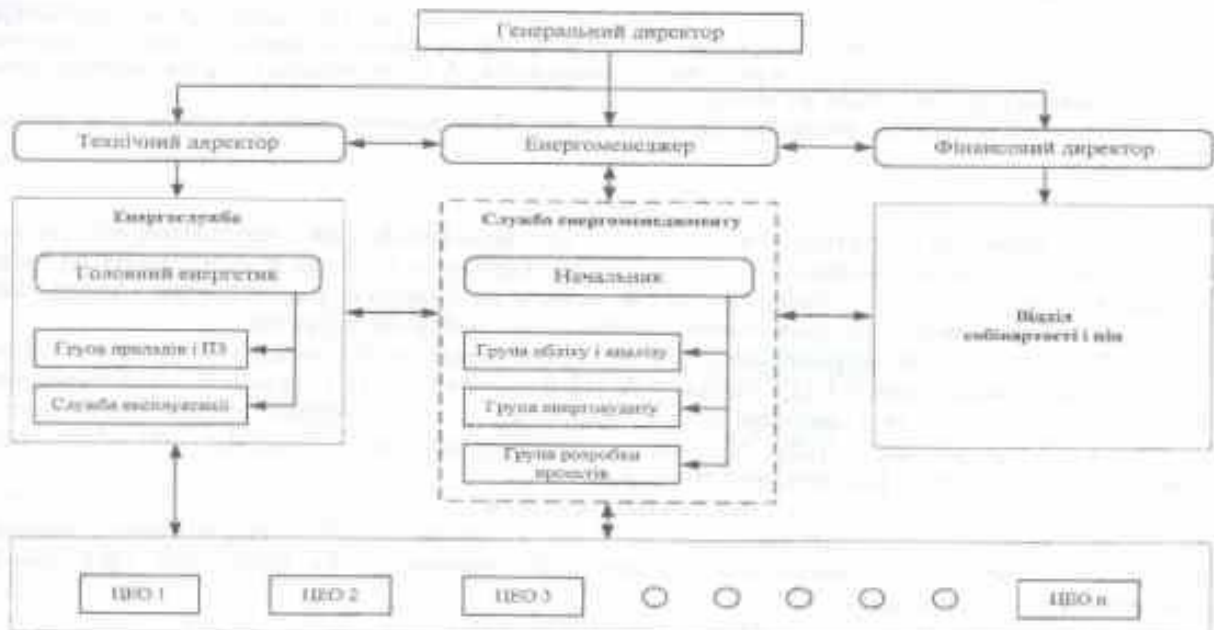 Генеральний директор
Технічний директор
Енергоменеджер
Фінансовий директор
Енергослужба
Служба енергоменеджменту
Головний енергетик
Начальник
Група приладів і ПЗ
Група обліку і аналізу
Відділ
собівартості і цін
Служба експлуатації
Група енергоаудиту
Група розробки
проектів
ЦЕО 1
ЦЕО 2
ЦЕО 3
ЦЕО n